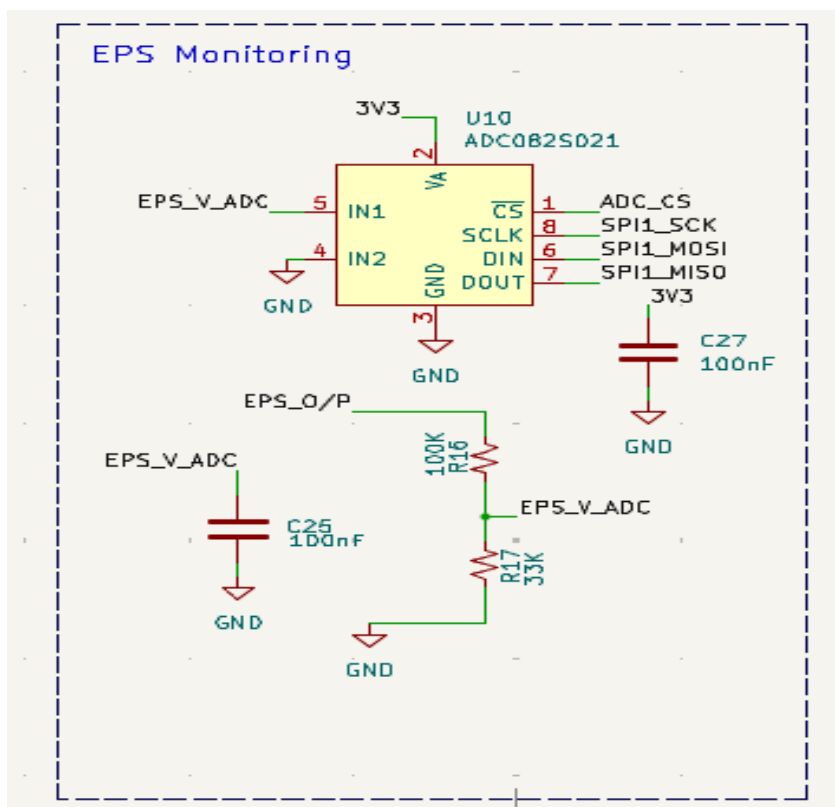 EPS Monitoring
3V3
U10
ADC082S021
2
VA
EPS_V_ADC
5
IN1
CS
1
ADC_CS
SCLK
8
SPI1_SCK
4
IN2
DIN
6
SPI1_MOSI
DOUT
7
SPI1_MISO
GND
GND
3
GND
3V3
C27
100nF
GND
EPS_O/P
100K
R16
EPS_V_ADC
C25
100nF
GND
EPS_V_ADC
R17
33K
GND